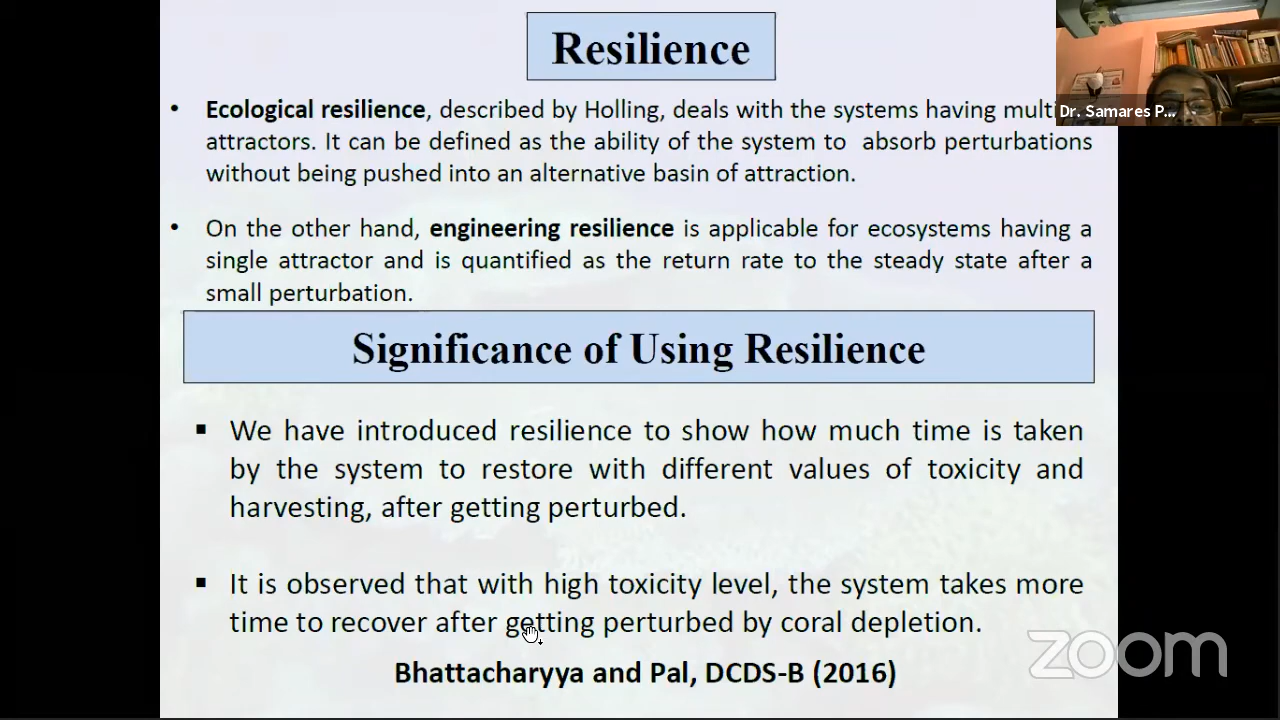 Resilience
• Ecological resilience, described by Holling, deals with the systems having
attractors. It can be defined as the ability of the system to absorb perturbations
without being pushed into an alternative basin of attraction.
• On the other hand, engineering resilience is applicable for ecosystems having a
single attractor and is quantified as the return rate to the steady state after a
small perturbation.
Significance of Using Resilience
▪ We have introduced resilience to show how much time is taken
by the system to restore with different values of toxicity and
harvesting, after getting perturbed.
▪ It is observed that with high toxicity level, the system takes more
time to recover after getting perturbed by coral depletion.
Bhattacharyya and Pal, DCDS-B (2016)
Dr. Samares P...
zoom